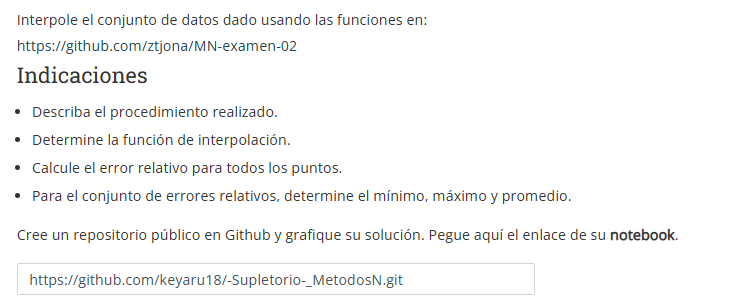 Interpole el conjunto de datos dado usando las funciones en:
https://github.com/ztjona/MN-examen-02
Indicaciones
• Describa el procedimiento realizado.
• Determine la función de interpolación.
• Calcule el error relativo para todos los puntos.
• Para el conjunto de errores relativos, determine el mínimo, máximo y promedio.
Cree un repositorio público en Github y grafique su solución. Pegue aquí el enlace de su notebook.
https://github.com/keyaru18/-Supletorio-_MetodosN.git